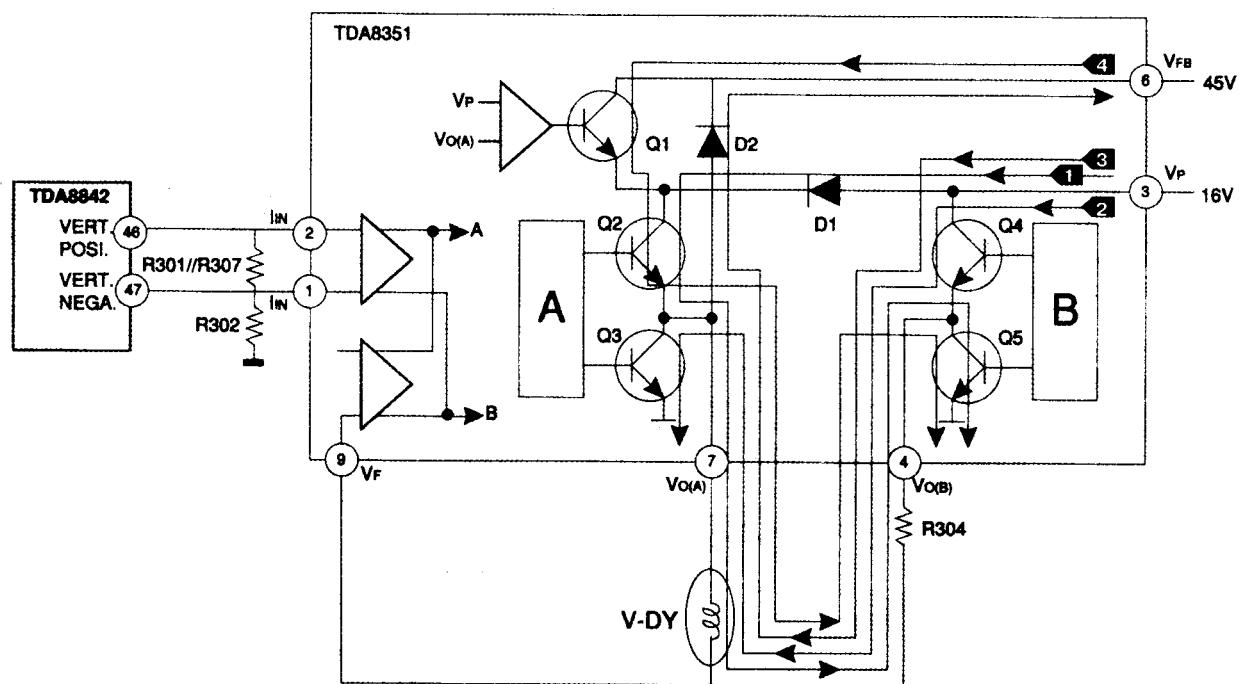 TDA8351
4
VFB
6
45V
VP
VO(A)
Q1
D2
3
1
VP
3
16V
2
D1
TDA8842
VERT.
POSI.
46
IIN
2
A
R301//R307
VERT.
NEGA.
47
IIN
1
R302
Q2
Q4
A
B
Q3
Q5
B
9
VF
7
VO(A)
4
VO(B)
R304
V-DY